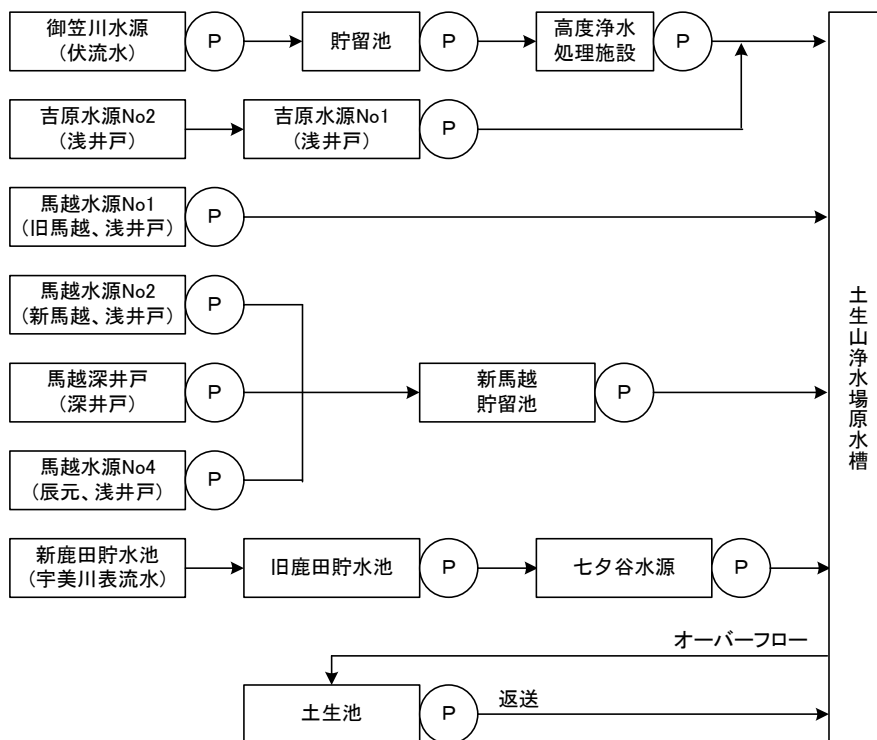 御笠川水源
（伏流水）
P
貯留池
P
高度浄水
処理施設
P
吉原水源No2
（浅井戸）
吉原水源No1
（浅井戸）
P
馬越水源No1
（旧馬越、浅井戸）
P
馬越水源No2
（新馬越、浅井戸）
P
馬越深井戸
（深井戸）
P
新馬越
貯留池
P
馬越水源No4
（辰元、浅井戸）
P
新鹿田貯水池
（宇美川表流水）
旧鹿田貯水池
P
七夕谷水源
P
オーバーフロー
土生池
P
返送
土生山浄水場原水槽